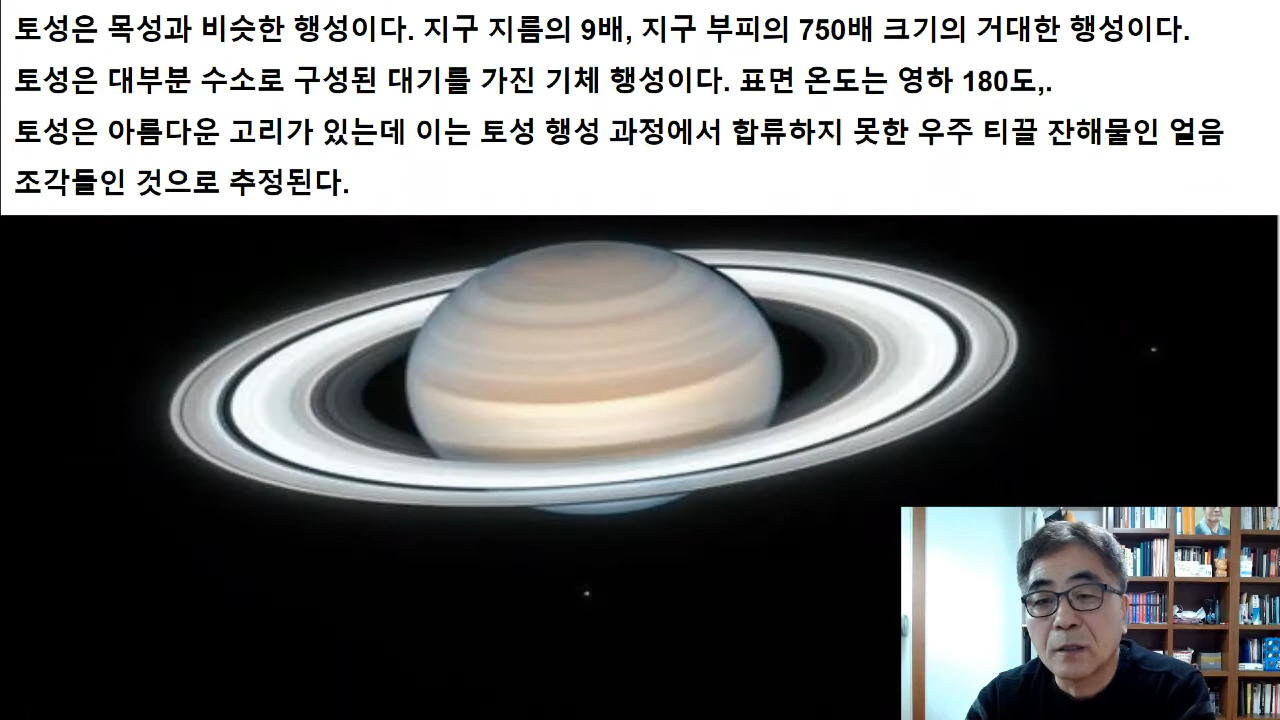 토성은 목성과 비슷한 행성이다. 지구 지름의 9배, 지구 부피의 750배 크기의 거대한 행성이다.
토성은 대부분 수소로 구성된 대기를 가진 기체 행성이다. 표면 온도는 영하 180도,.
토성은 아름다운 고리가 있는데 이는 토성 행성 과정에서 합류하지 못한 우주 티끌 잔해물인 얼음
조각들인 것으로 추정된다.